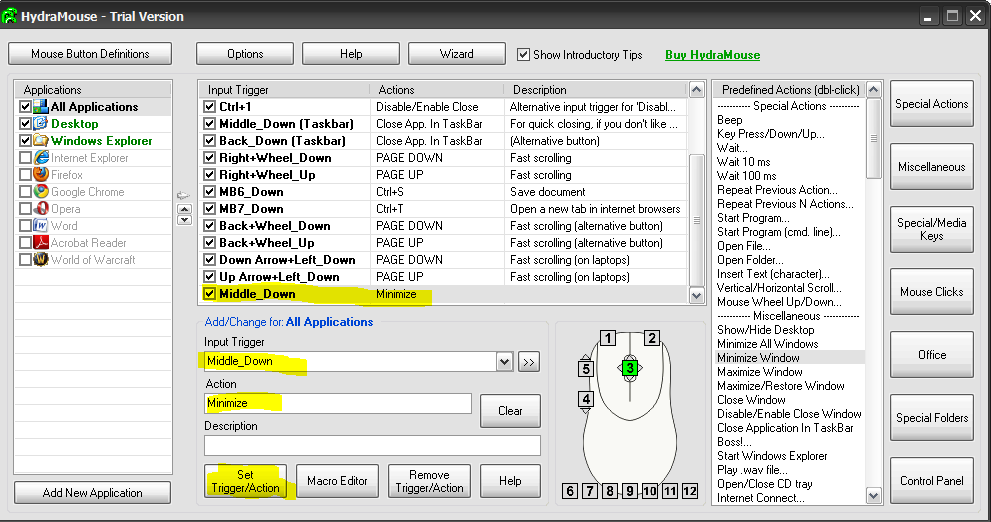 HydraMouse - Trial Version
Mouse Button Definitions
Options
Help
Wizard
Show Introductory Tips
Buy HydraMouse
Applications
All Applications
Desktop
Windows Explorer
Internet Explorer
Firefox
Google Chrome
Opera
Word
Acrobat Reader
World of Warcraft
Add New Application
Input Trigger Actions Description
Ctrl+1 Disable/Enable Close Alternative input trigger for 'Disabl...
Middle_Down (Taskbar) Close App. In TaskBar For quick closing, if you don't like ...
Back_Down (Taskbar) Close App. In TaskBar (Alternative button)
Right+Wheel_Down PAGE DOWN Fast scrolling
Right+Wheel_Up PAGE UP Fast scrolling
MB6_Down Ctrl+S Save document
MB7_Down Ctrl+T Open a new tab in internet browsers
Back+Wheel_Down PAGE DOWN Fast scrolling (alternative button)
Back+Wheel_Up PAGE UP Fast scrolling (alternative button)
Down Arrow+Left_Down PAGE DOWN Fast scrolling (on laptops)
Up Arrow+Left_Down PAGE UP Fast scrolling (on laptops)
Middle_Down Minimize
Add/Change for: All Applications
Input Trigger
Middle_Down
>>
Action
Minimize
Clear
Description
Set Trigger/Action
Macro Editor
Remove Trigger/Action
Help
1
2
3
5
4
6 7 8 9 10 11 12
Predefined Actions (dbl-click)
----------- Special Actions -----------
Beep
Key Press/Down/Up...
Wait...
Wait 10 ms
Wait 100 ms
Repeat Previous Action...
Repeat Previous N Actions...
Start Program...
Start Program (cmd. line)...
Open File...
Open Folder...
Insert Text (character)...
Vertical/Horizontal Scroll...
Mouse Wheel Up/Down...
----------- Miscellaneous ------------
Show/Hide Desktop
Minimize All Windows
Minimize Window
Maximize Window
Maximize/Restore Window
Close Window
Disable/Enable Close Window
Close Application In TaskBar
Boss!...
Start Windows Explorer
Play .wav file...
Open/Close CD tray
Internet Connect...
Special Actions
Miscellaneous
Special/Media
Keys
Mouse Clicks
Office
Special Folders
Control Panel